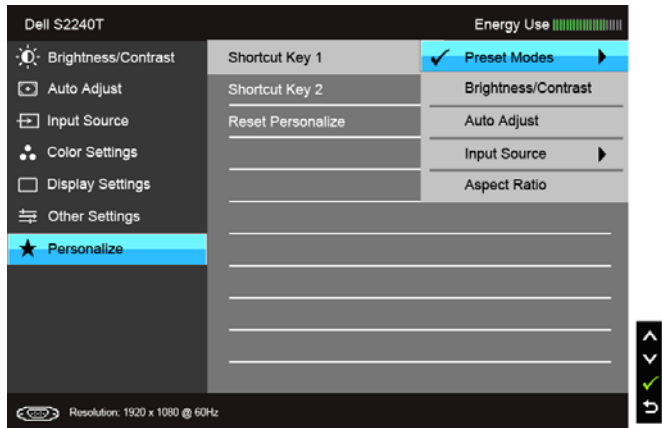 Dell S2240T
Energy Use
Brightness/Contrast
Auto Adjust
Input Source
Color Settings
Display Settings
Other Settings
Personalize
Shortcut Key 1
Shortcut Key 2
Reset Personalize
Preset Modes
Brightness/Contrast
Auto Adjust
Input Source
Aspect Ratio
Resolution: 1920 x 1080 @ 60Hz